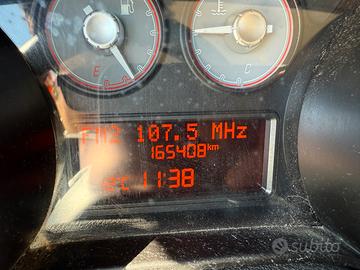 E
C
FM2 107.5 MHz
165408km
°C 11:38
subito